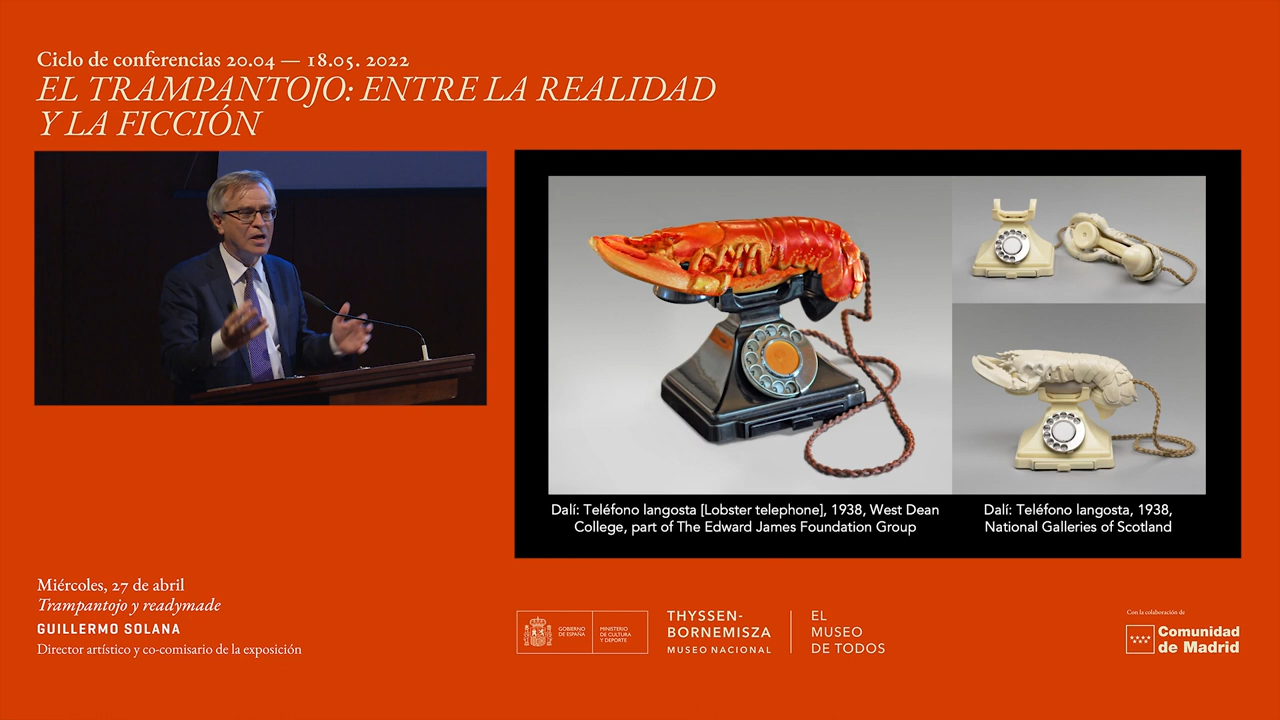 Ciclo de conferencias 20.04 — 18.05. 2022
EL TRAMPANTOJO: ENTRE LA REALIDAD
Y LA FICCIÓN
Dalí: Teléfono langosta [Lobster telephone], 1938, West Dean
College, part of The Edward James Foundation Group
Dalí: Teléfono langosta, 1938,
National Galleries of Scotland
Miércoles, 27 de abril
Trampantojo y readymade
GUILLERMO SOLANA
Director artístico y co-comisario de la exposición
GOBIERNO
DE ESPAÑA
MINISTERIO
DE CULTURA
Y DEPORTE
THYSSEN-
BORNEMISZA
MUSEO NACIONAL
EL
MUSEO
DE TODOS
Con la colaboración de
Comunidad
de Madrid